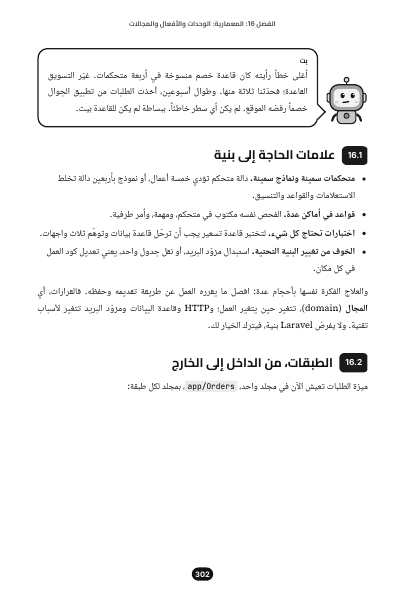 الفصل 16: المعمارية: الوحدات والأفعال والمجالات
بت
أغلى خطأ رأيته كان قاعدة خصم منسوخة في أربعة متحكمات. غيّر التسويق
القاعدة؛ فحدّثنا ثلاثة منها. وطوال أسبوعين، أخذت الطلبات من تطبيق الجوال
خصماً رفضه الموقع. لم يكن أي سطر خاطئاً. ببساطة لم يكن للقاعدة بيت.
16.1 علامات الحاجة إلى بنية
• متحكمات سمينة ونماذج سمينة. دالة متحكم تؤدي خمسة أعمال، أو نموذج بأربعين دالة تخلط
الاستعلامات والقواعد والتنسيق.
• قواعد في أماكن عدة. الفحص نفسه مكتوب في متحكم، ومهمة، وأمر طرفية.
• اختبارات تحتاج كل شيء. لتختبر قاعدة تسعير يجب أن ترحّل قاعدة بيانات وتوهّم ثلاث واجهات.
• الخوف من تغيير البنية التحتية. استبدال مزوّد البريد، أو نقل جدول واحد، يعني تعديل كود العمل
في كل مكان.
والعلاج الفكرة نفسها بأحجام عدة: افصل ما يقرره العمل عن طريقة تقديمه وحفظه. فالقرارات، أي
المجال (domain)، تتغير حين يتغير العمل؛ وHTTP وقاعدة البيانات ومزوّد البريد تتغير لأسباب
تقنية. ولا يفرض Laravel بنية، فيترك الخيار لك.
16.2 الطبقات، من الداخل إلى الخارج
ميزة الطلبات تعيش الآن في مجلد واحد، app/Orders، بمجلد لكل طبقة:
302